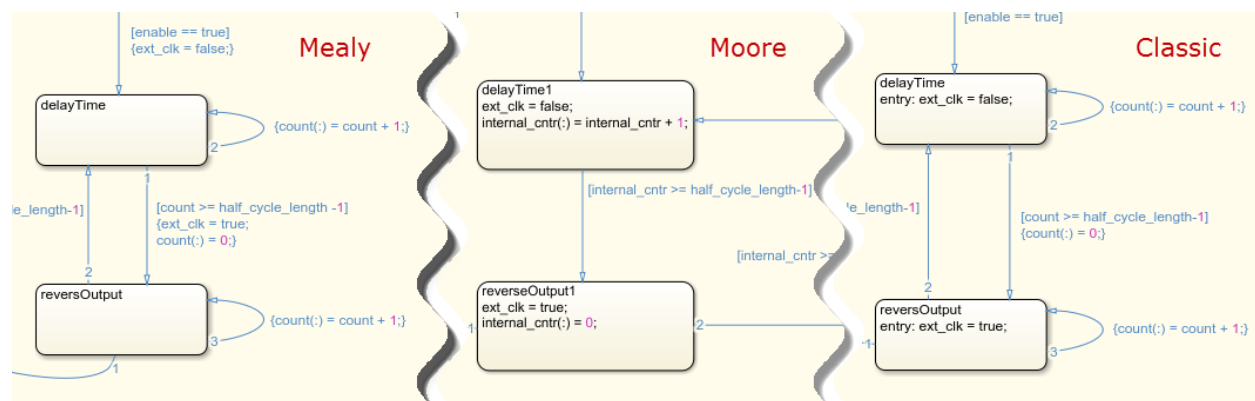 [enable == true]
{ext_clk = false;}
Mealy
delayTime
{count(:) = count + 1;}
2
1
le_length-1]
[count >= half_cycle_length -1]
{ext_clk = true;
count(:) = 0;}
2
reversOutput
{count(:) = count + 1;}
3
1
1
Moore
delayTime1
ext_clk = false;
internal_cntr(:) = internal_cntr + 1;
[internal_cntr >= half_cycle_length-1]
[internal_cntr >=
reverseOutput1
ext_clk = true;
internal_cntr(:) = 0;
2
[enable == true]
Classic
delayTime
entry: ext_clk = false;
{count(:) = count + 1;}
2
1
_length-1]
[count >= half_cycle_length-1]
{count(:) = 0;}
2
reversOutput
entry: ext_clk = true;
{count(:) = count + 1;}
3
1